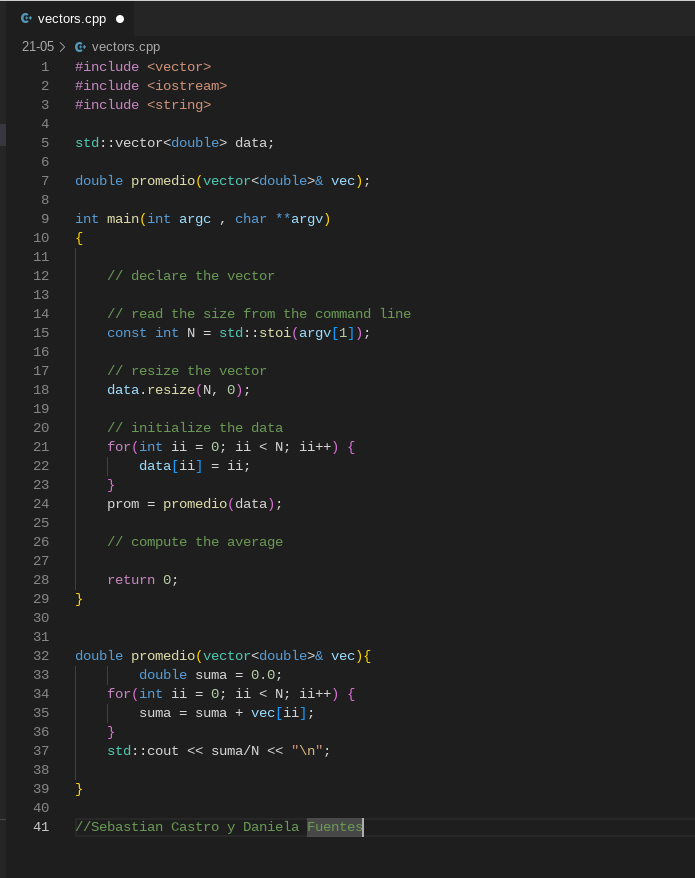 vectors.cpp
21-05 > vectors.cpp
1 #include <vector>
2 #include <iostream>
3 #include <string>
4
5 std::vector<double> data;
6
7 double promedio(vector<double>& vec);
8
9 int main(int argc , char **argv)
10 {
11
12     // declare the vector
13
14     // read the size from the command line
15     const int N = std::stoi(argv[1]);
16
17     // resize the vector
18     data.resize(N, 0);
19
20     // initialize the data
21     for(int ii = 0; ii < N; ii++) {
22         data[ii] = ii;
23     }
24     prom = promedio(data);
25
26     // compute the average
27
28     return 0;
29 }
30
31
32 double promedio(vector<double>& vec){
33         double suma = 0.0;
34     for(int ii = 0; ii < N; ii++) {
35         suma = suma + vec[ii];
36     }
37     std::cout << suma/N << "\n";
38
39 }
40
41 //Sebastian Castro y Daniela Fuentes